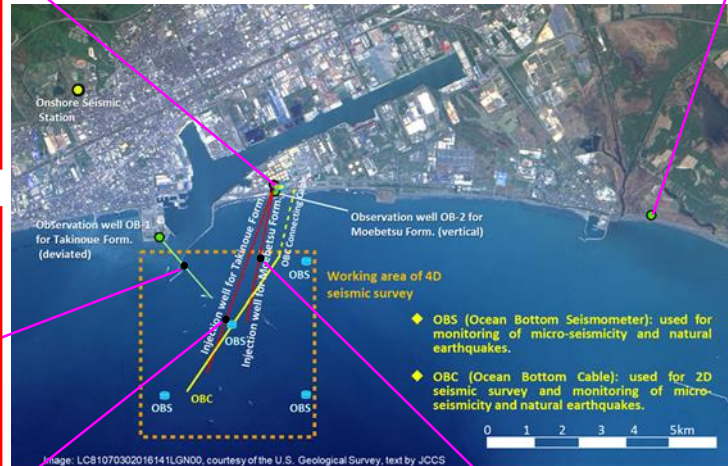 Onshore Seismic
Station
Observation well OB-1
for Takinoue Form.
(deviated)
Observation well OB-2 for
Moebetsu Form. (vertical)
Injection well for Takinoue Form.
Injection well for Moebetsu Form.
OBC Connecting
OBS
Working area of 4D
seismic survey
OBS
OBC
OBS
OBS
◆ OBS (Ocean Bottom Seismometer): used for
monitoring of micro-seismicity and natural
earthquakes.
◆ OBC (Ocean Bottom Cable): used for 2D
seismic survey and monitoring of micro-
seismicity and natural earthquakes.
0 1 2 3 4 5km
Image: LC81070302016141LGN00, courtesy of the U.S. Geological Survey, text by JCCS